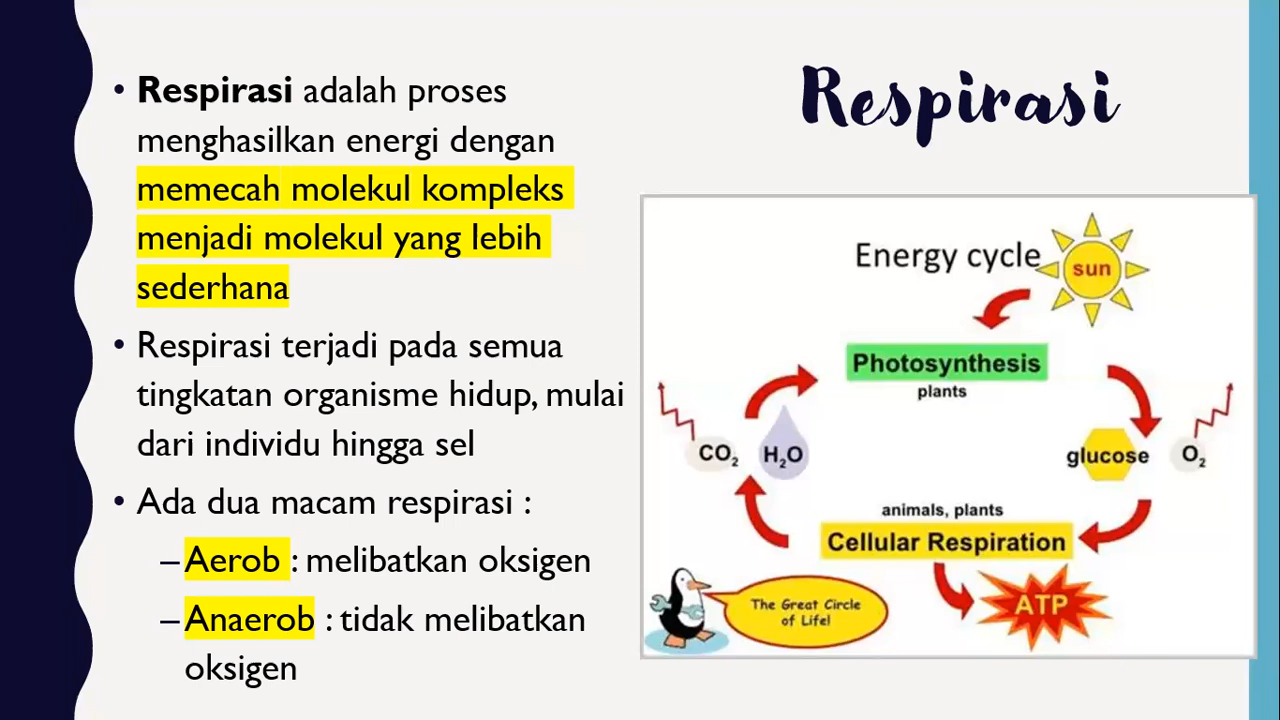 Respirasi
• Respirasi adalah proses
menghasilkan energi dengan
memecah molekul kompleks
menjadi molekul yang lebih
sederhana
• Respirasi terjadi pada semua
tingkatan organisme hidup, mulai
dari individu hingga sel
• Ada dua macam respirasi :
– Aerob : melibatkan oksigen
– Anaerob : tidak melibatkan
oksigen
Energy cycle
sun
Photosynthesis
plants
CO₂
H₂O
glucose
O₂
animals, plants
Cellular Respiration
ATP
The Great Circle
of Life!